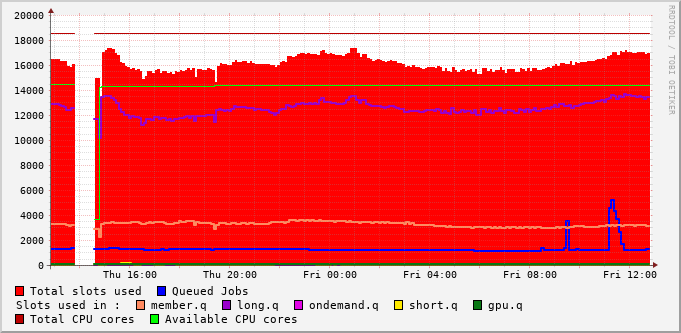 20000
18000
16000
14000
12000
10000
8000
6000
4000
2000
0
Thu 16:00 Thu 20:00 Fri 00:00 Fri 04:00 Fri 08:00 Fri 12:00
Total slots used Queued Jobs
Slots used in : member.q long.q ondemand.q short.q gpu.q
Total CPU cores Available CPU cores
RRDTOOL / TOBI OETIKER